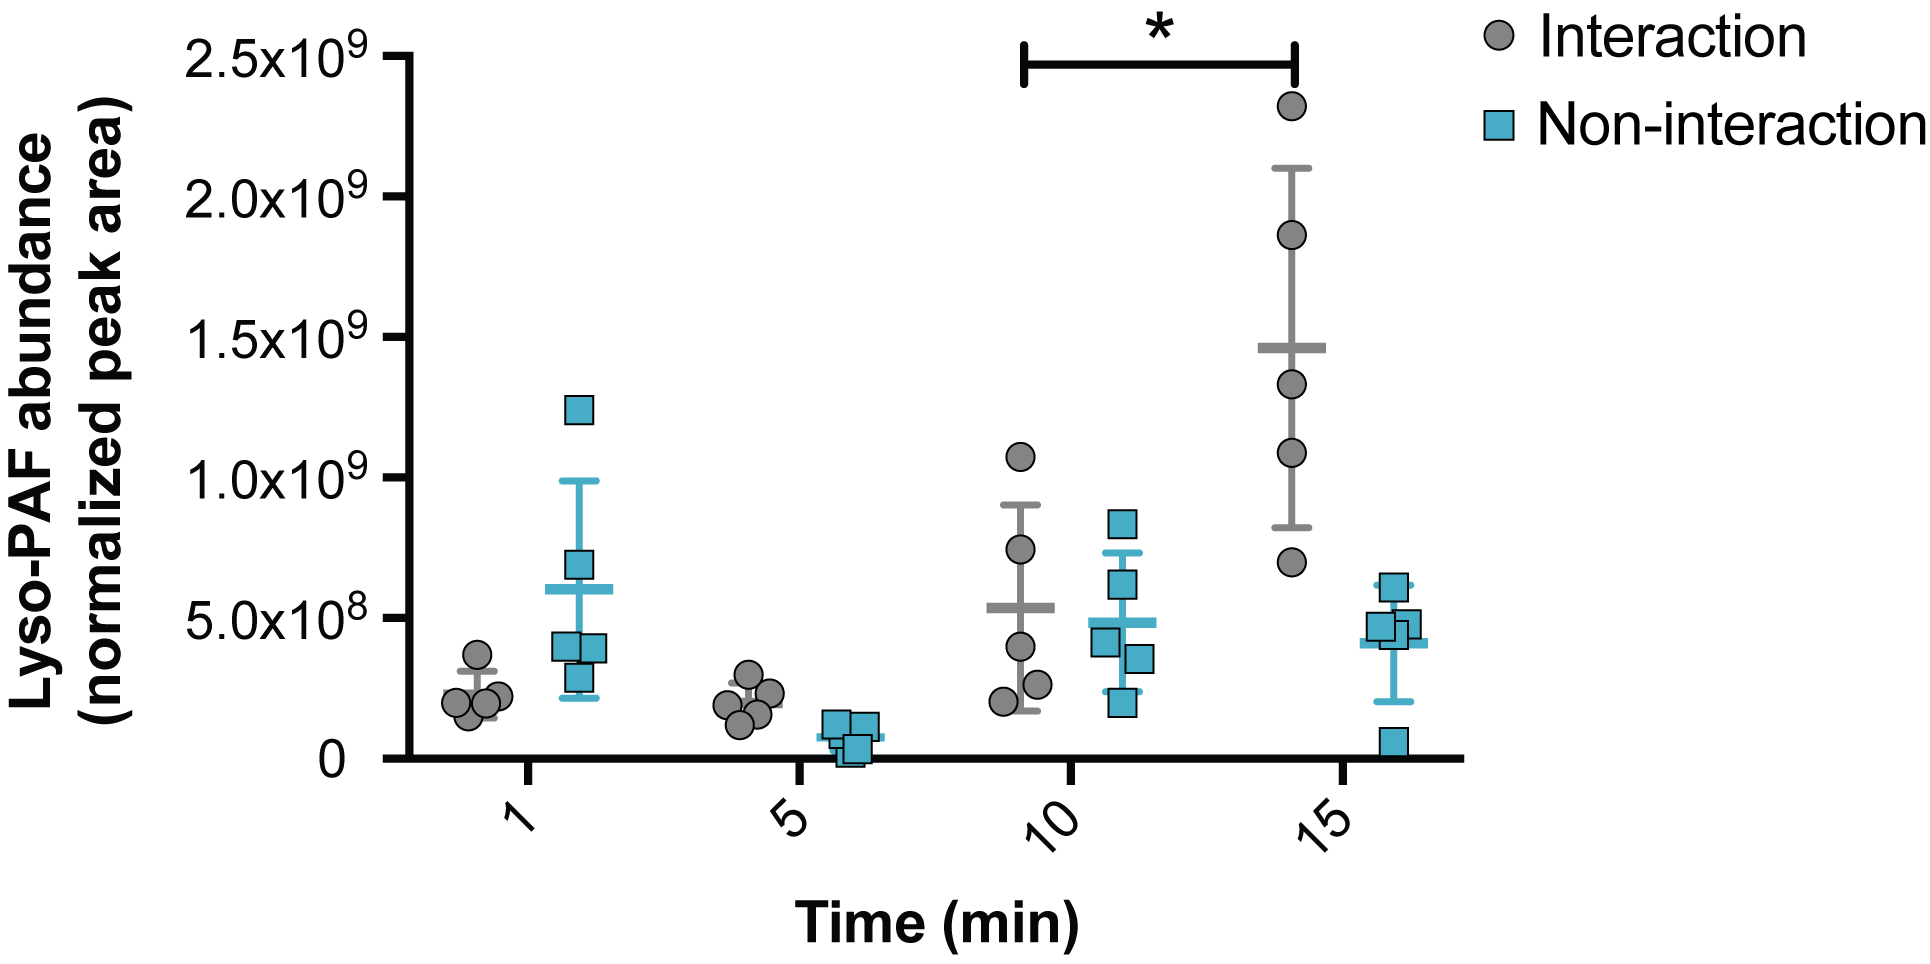 Lyso-PAF abundance
(normalized peak area)
2.5x10⁹
2.0x10⁹
1.5x10⁹
1.0x10⁹
5.0x10⁸
0
*
Interaction
Non-interaction
1
5
10
15
Time (min)